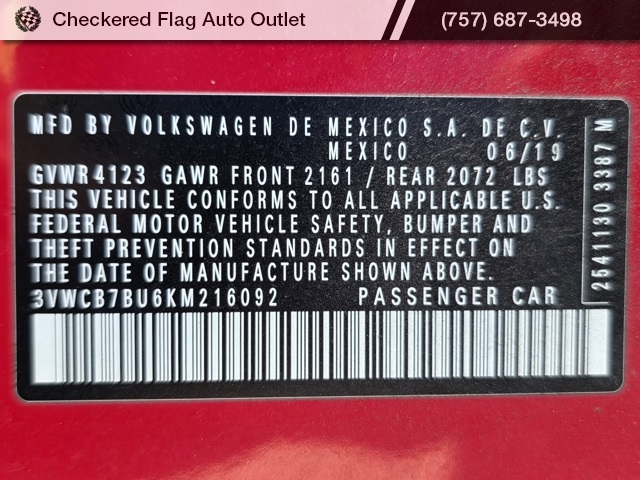 Checkered Flag Auto Outlet
(757) 687-3498
MFD BY VOLKSWAGEN DE MEXICO S.A. DE C.V.
MEXICO 06/19
GVWR 4123 GAWR FRONT 2161 / REAR 2072 LBS
THIS VEHICLE CONFORMS TO ALL APPLICABLE U.S.
FEDERAL MOTOR VEHICLE SAFETY, BUMPER AND
THEFT PREVENTION STANDARDS IN EFFECT ON
THE DATE OF MANUFACTURE SHOWN ABOVE.
3VWCB7BU6KM216092 PASSENGER CAR
2541130 3387 M